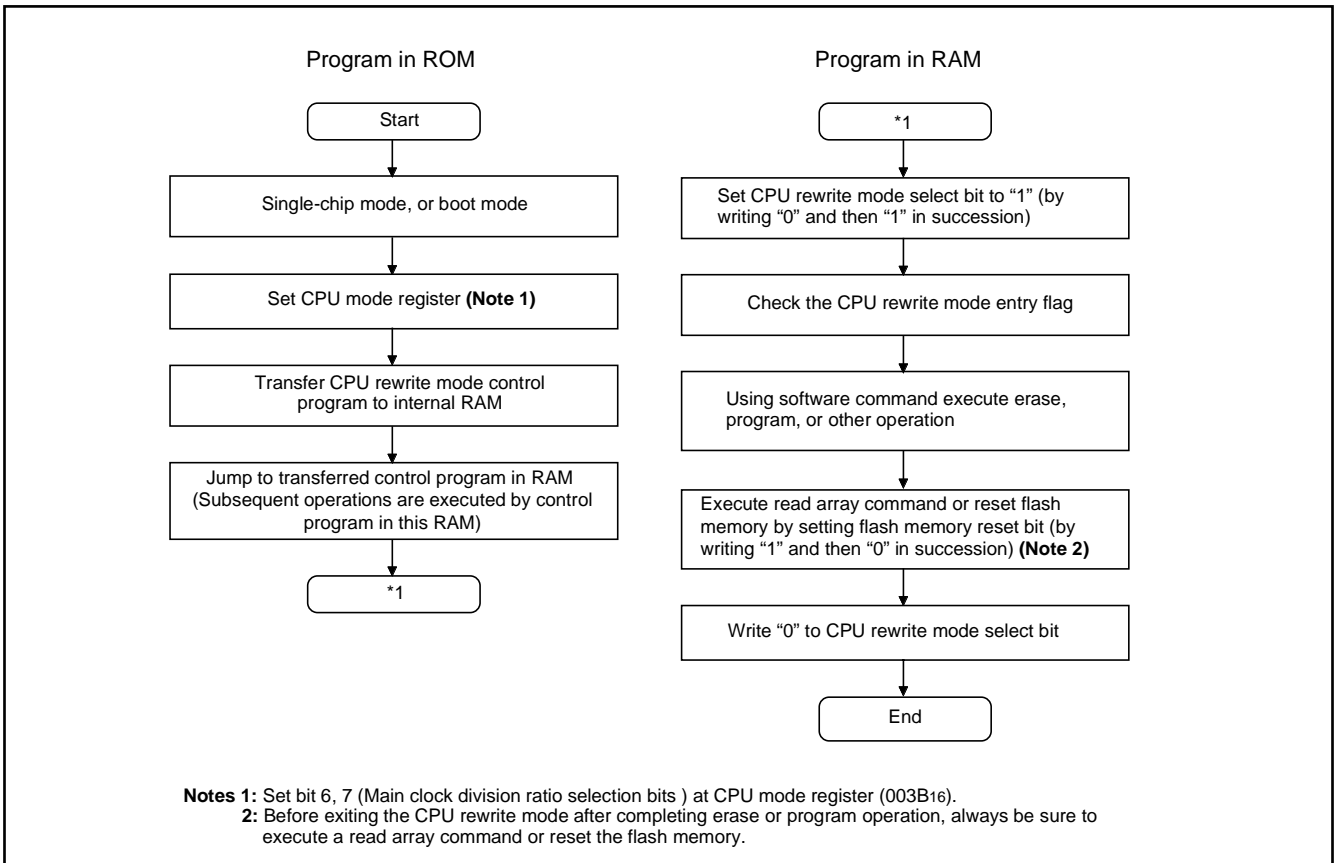 Program in ROM
Start
Single-chip mode, or boot mode
Set CPU mode register (Note 1)
Transfer CPU rewrite mode control
program to internal RAM
Jump to transferred control program in RAM
(Subsequent operations are executed by control
program in this RAM)
*1
Program in RAM
*1
Set CPU rewrite mode select bit to “1” (by
writing “0” and then “1” in succession)
Check the CPU rewrite mode entry flag
Using software command execute erase,
program, or other operation
Execute read array command or reset flash
memory by setting flash memory reset bit (by
writing “1” and then “0” in succession) (Note 2)
Write “0” to CPU rewrite mode select bit
End
Notes 1: Set bit 6, 7 (Main clock division ratio selection bits ) at CPU mode register (003B16).
2: Before exiting the CPU rewrite mode after completing erase or program operation, always be sure to
execute a read array command or reset the flash memory.